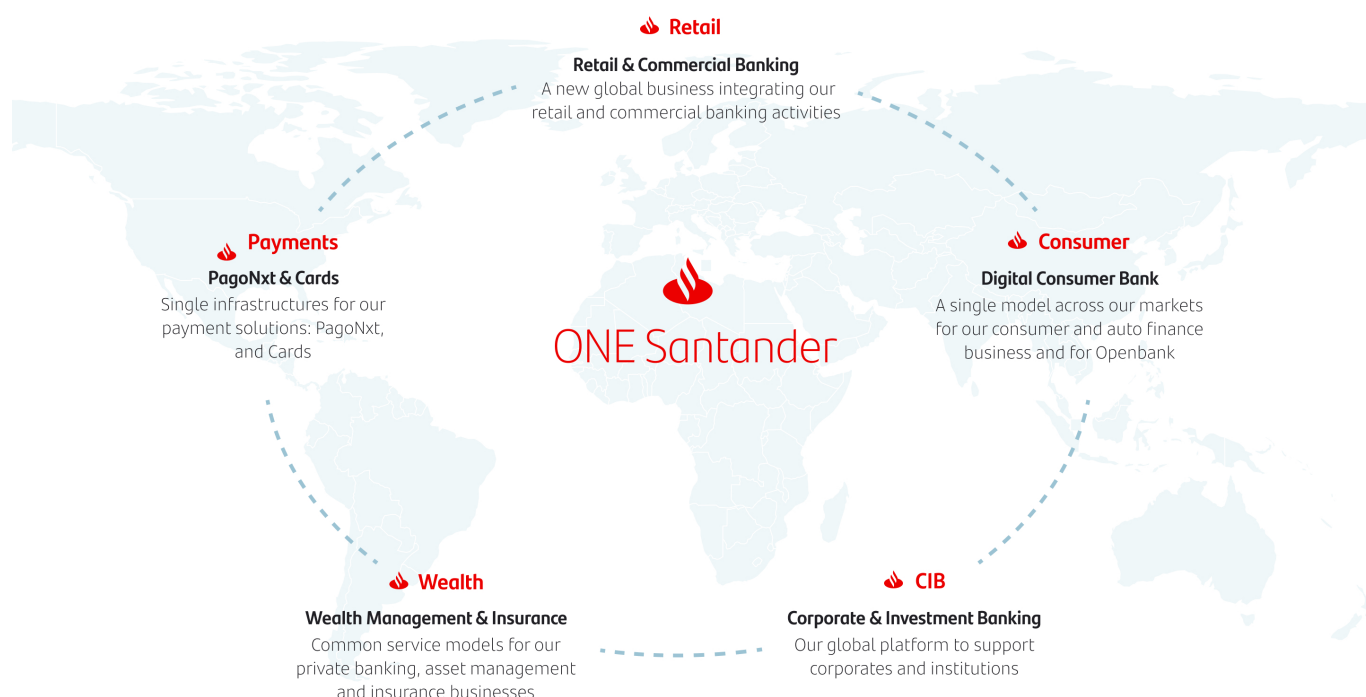 Retail
Retail & Commercial Banking
A new global business integrating our
retail and commercial banking activities
Payments
PagoNxt & Cards
Single infrastructures for our
payment solutions: PagoNxt,
and Cards
ONE Santander
Consumer
Digital Consumer Bank
A single model across our markets
for our consumer and auto finance
business and for Openbank
Wealth
Wealth Management & Insurance
Common service models for our
private banking, asset management
and insurance businesses
CIB
Corporate & Investment Banking
Our global platform to support
corporates and institutions